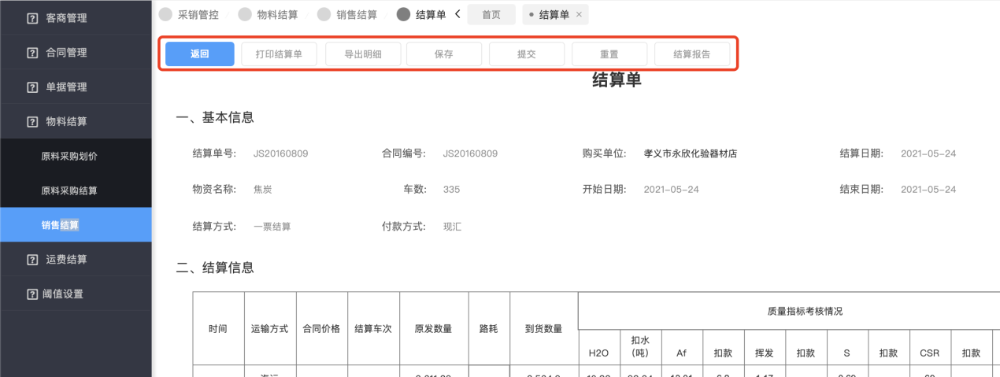 客商管理
合同管理
单据管理
物料结算
原料采购划价
原料采购结算
销售结算
运费结算
阈值设置
采销管控 / 物料结算 / 销售结算 / 结算单
首页
结算单 ×
返回 打印结算单 导出明细 保存 提交 重置 结算报告
结算单
一、基本信息
结算单号: JS20160809 合同编号: JS20160809 购买单位: 孝义市永欣化验器材店 结算日期: 2021-05-24
物资名称: 焦炭 车数: 335 开始日期: 2021-05-24 结束日期: 2021-05-24
结算方式: 一票结算 付款方式: 现汇
二、结算信息
时间 运输方式 合同价格 结算车次 原发数量 路耗 到货数量 质量指标考核情况
H2O 扣水(吨) Af 扣款 挥发 扣款 S 扣款 CSR 扣款